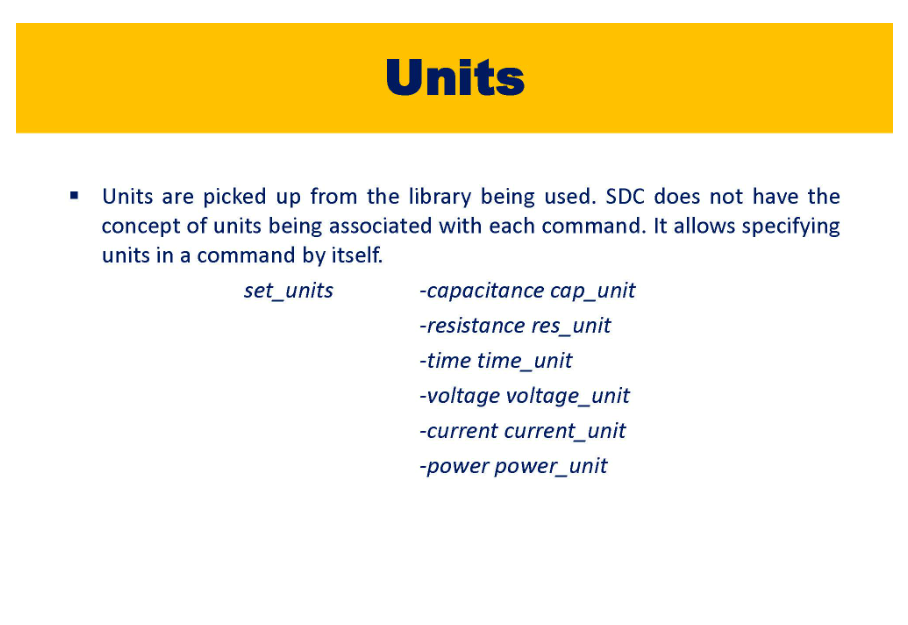 Units
▪ Units are picked up from the library being used. SDC does not have the
concept of units being associated with each command. It allows specifying
units in a command by itself.
set_units -capacitance cap_unit
-resistance res_unit
-time time_unit
-voltage voltage_unit
-current current_unit
-power power_unit